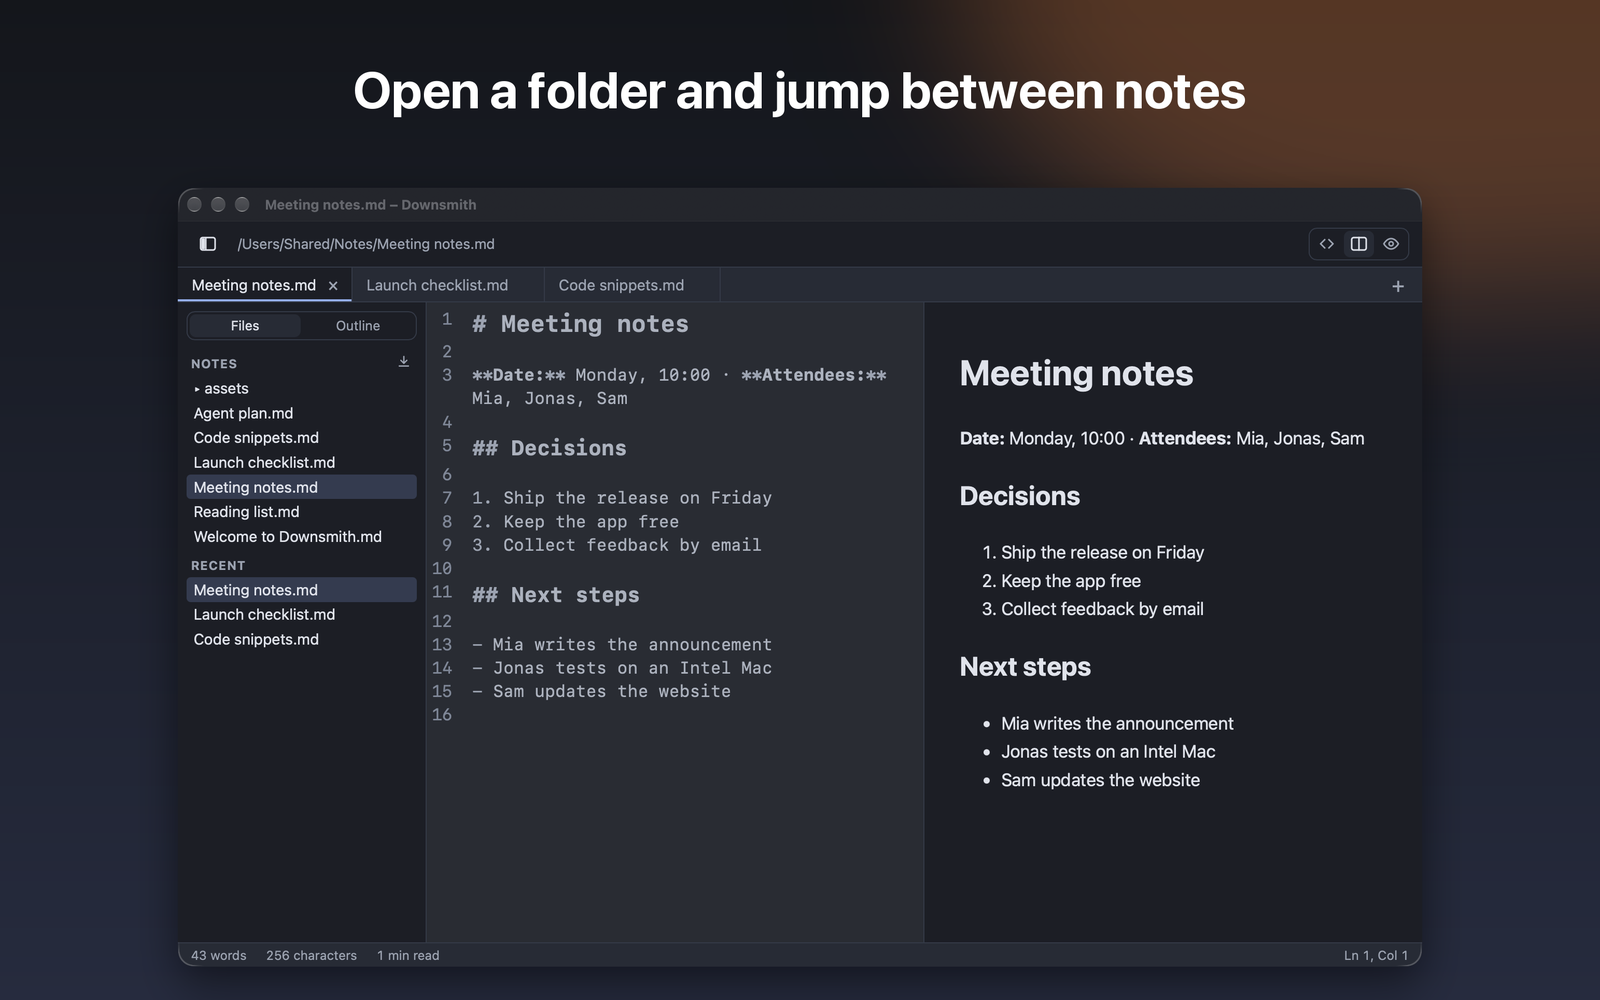 Open a folder and jump between notes
Meeting notes.md – Downsmith
/Users/Shared/Notes/Meeting notes.md
Meeting notes.md
Launch checklist.md
Code snippets.md
Files
Outline
NOTES
assets
Agent plan.md
Code snippets.md
Launch checklist.md
Meeting notes.md
Reading list.md
Welcome to Downsmith.md
RECENT
Meeting notes.md
Launch checklist.md
Code snippets.md
1 # Meeting notes
2
3 **Date:** Monday, 10:00 · **Attendees:**
Mia, Jonas, Sam
4
5 ## Decisions
6
7 1. Ship the release on Friday
8 2. Keep the app free
9 3. Collect feedback by email
10
11 ## Next steps
12
13 - Mia writes the announcement
14 - Jonas tests on an Intel Mac
15 - Sam updates the website
16
Meeting notes
Date: Monday, 10:00 · Attendees: Mia, Jonas, Sam
Decisions
1. Ship the release on Friday
2. Keep the app free
3. Collect feedback by email
Next steps
• Mia writes the announcement
• Jonas tests on an Intel Mac
• Sam updates the website
43 words 256 characters 1 min read
Ln 1, Col 1